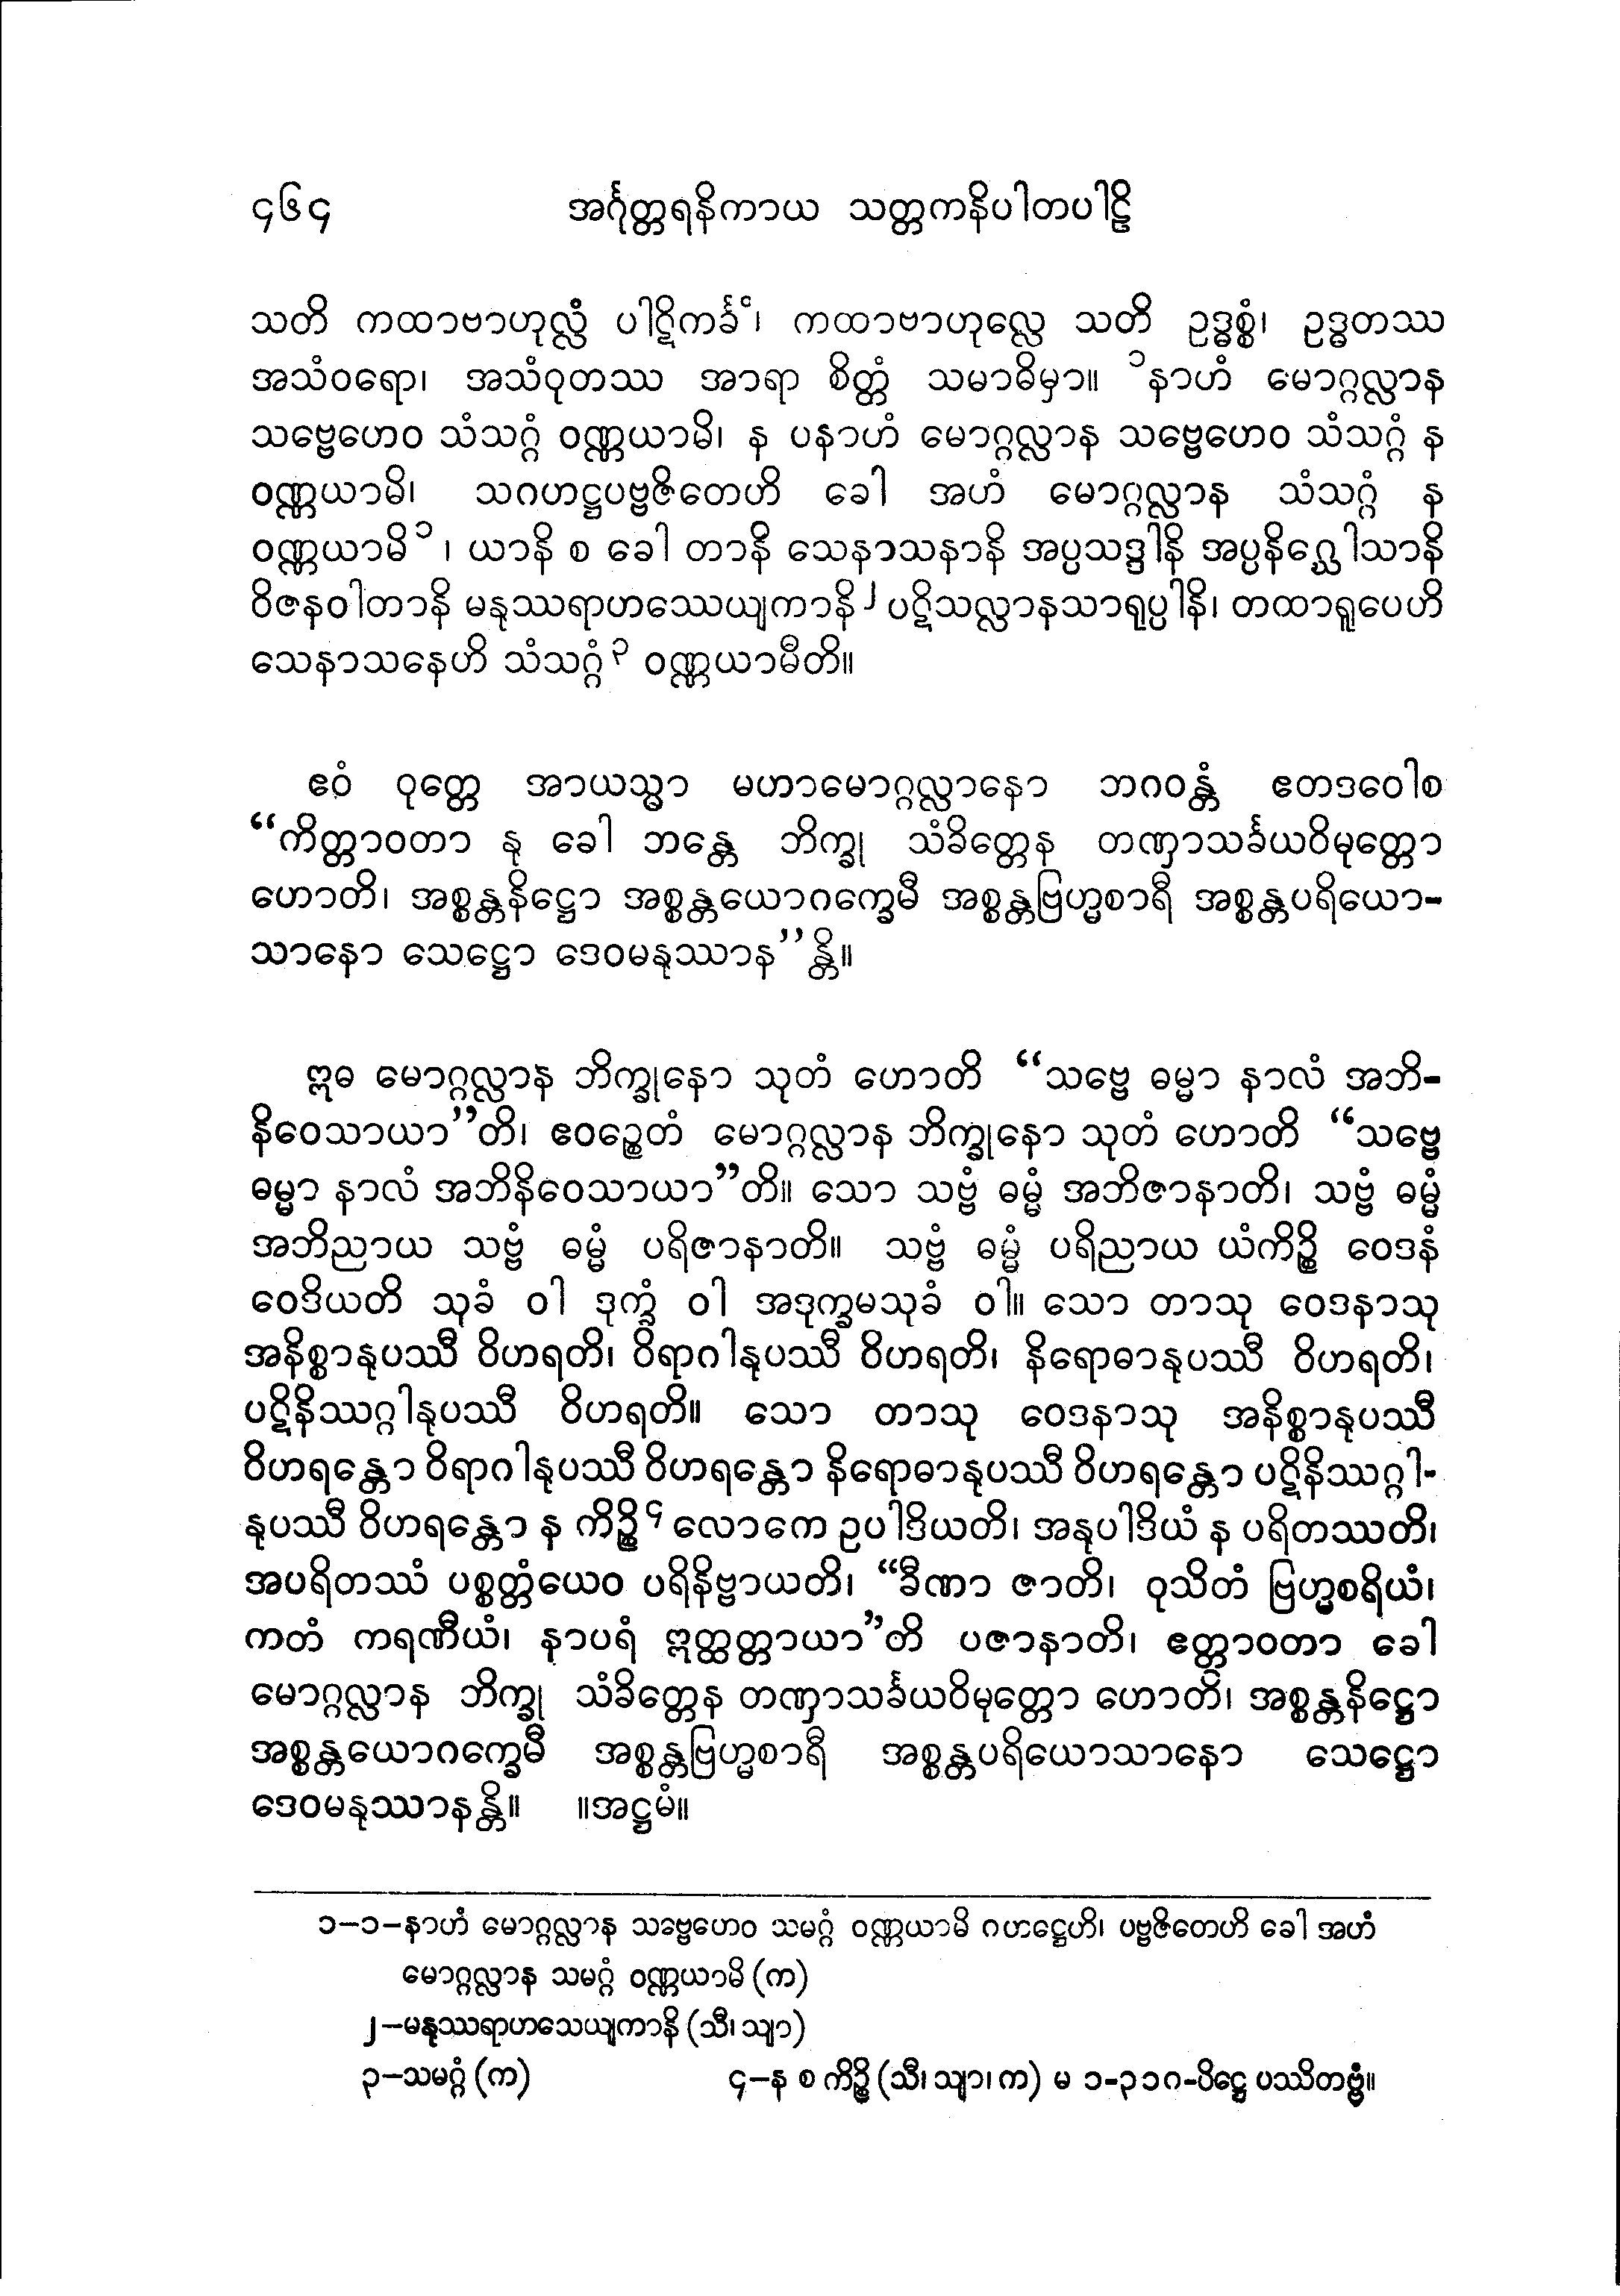 ၄၆၄ အင်္ဂုတ္တရနိကာယ သတ္တကနိပါတပါဠိ
သတိ ကထာဗာဟုလ္လံ ပါဋိကင်္ခံ၊ ကထာဗာဟုလ္လေ သတိ ဥဒ္ဓစ္စံ၊ ဥဒ္ဓတဿ
အသံဝရော၊ အသံဝုတဿ အာရာ စိတ္တံ သမာဓိမှာ။ ၁နာဟံ မောဂ္ဂလ္လာန
သဗ္ဗေဟေဝ သံသဂ္ဂံ ဝဏ္ဏယာမိ၊ န ပနာဟံ မောဂ္ဂလ္လာန သဗ္ဗေဟေဝ သံသဂ္ဂံ န
ဝဏ္ဏယာမိ၊ သဂဟဋ္ဌပဗ္ဗဇိတေဟိ ခေါ အဟံ မောဂ္ဂလ္လာန သံသဂ္ဂံ န
ဝဏ္ဏယာမိ၁၊ ယာနိ စ ခေါ တာနိ သေနာသနာနိ အပ္ပသဒ္ဒါနိ အပ္ပနိဂ္ဃေါသာနိ
ဝိဇနဝါတာနိ မနုဿရာဟဿေယျကာနိ၂ ပဋိသလ္လာနသာရုပ္ပါနိ၊ တထာရူပေဟိ
သေနာသနေဟိ သံသဂ္ဂံ၃ ဝဏ္ဏယာမီတိ။
ဧဝံ ဝုတ္တေ အာယသ္မာ မဟာမောဂ္ဂလ္လာနော ဘဂဝန္တံ ဧတဒဝေါစ
“ကိတ္တာဝတာ နု ခေါ ဘန္တေ ဘိက္ခု သံခိတ္တေန တဏှာသင်္ခယဝိမုတ္တော
ဟောတိ၊ အစ္စန္တနိဋ္ဌော အစ္စန္တယောဂက္ခေမီ အစ္စန္တဗြဟ္မစာရီ အစ္စန္တပရိယော-
သာနော သေဋ္ဌော ဒေဝမနုဿာန”န္တိ။
ဣဓ မောဂ္ဂလ္လာန ဘိက္ခုနော သုတံ ဟောတိ “သဗ္ဗေ ဓမ္မာ နာလံ အဘိ-
နိဝေသာယာ”တိ၊ ဧဝဉ္စေတံ မောဂ္ဂလ္လာန ဘိက္ခုနော သုတံ ဟောတိ “သဗ္ဗေ
ဓမ္မာ နာလံ အဘိနိဝေသာယာ”တိ။ သော သဗ္ဗံ ဓမ္မံ အဘိဇာနာတိ၊ သဗ္ဗံ ဓမ္မံ
အဘိညာယ သဗ္ဗံ ဓမ္မံ ပရိဇာနာတိ။ သဗ္ဗံ ဓမ္မံ ပရိညာယ ယံကိဉ္စိ ဝေဒနံ
ဝေဒိယတိ သုခံ ဝါ ဒုက္ခံ ဝါ အဒုက္ခမသုခံ ဝါ။ သော တာသု ဝေဒနာသု
အနိစ္စာနုပဿီ ဝိဟရတိ၊ ဝိရာဂါနုပဿီ ဝိဟရတိ၊ နိရောဓာနုပဿီ ဝိဟရတိ၊
ပဋိနိဿဂ္ဂါနုပဿီ ဝိဟရတိ။ သော တာသု ဝေဒနာသု အနိစ္စာနုပဿီ
ဝိဟရန္တော ဝိရာဂါနုပဿီ ဝိဟရန္တော နိရောဓာနုပဿီ ဝိဟရန္တော ပဋိနိဿဂ္ဂါ-
နုပဿီ ဝိဟရန္တော န ကိဉ္စိ၄ လောကေ ဥပါဒိယတိ၊ အနုပါဒိယံ န ပရိတဿတိ၊
အပရိတဿံ ပစ္စတ္တံယေဝ ပရိနိဗ္ဗာယတိ၊ “ခီဏာ ဇာတိ၊ ဝုသိတံ ဗြဟ္မစရိယံ၊
ကတံ ကရဏီယံ၊ နာပရံ ဣတ္ထတ္တာယာ”တိ ပဇာနာတိ၊ ဧတ္တာဝတာ ခေါ
မောဂ္ဂလ္လာန ဘိက္ခု သံခိတ္တေန တဏှာသင်္ခယဝိမုတ္တော ဟောတိ၊ အစ္စန္တနိဋ္ဌော
အစ္စန္တယောဂက္ခေမီ အစ္စန္တဗြဟ္မစာရီ အစ္စန္တပရိယောသာနော သေဋ္ဌော
ဒေဝမနုဿာနန္တိ။ ။အဋ္ဌမံ။
၁–၁–နာဟံ မောဂ္ဂလ္လာန သဗ္ဗေဟေဝ သမဂ္ဂံ ဝဏ္ဏယာမိ ဂဟဋ္ဌေဟိ၊ ပဗ္ဗဇိတေဟိ ခေါ အဟံ
မောဂ္ဂလ္လာန သမဂ္ဂံ ဝဏ္ဏယာမိ (က)
၂–မနုဿရာဟသေယျကာနိ (သီ၊ သျာ)
၃–သမဂ္ဂံ (က) ၄–န စ ကိဉ္စိ (သီ၊ သျာ၊ က) မ ၁-၃၁၈-ပိဋ္ဌေ ပဿိတဗ္ဗံ။